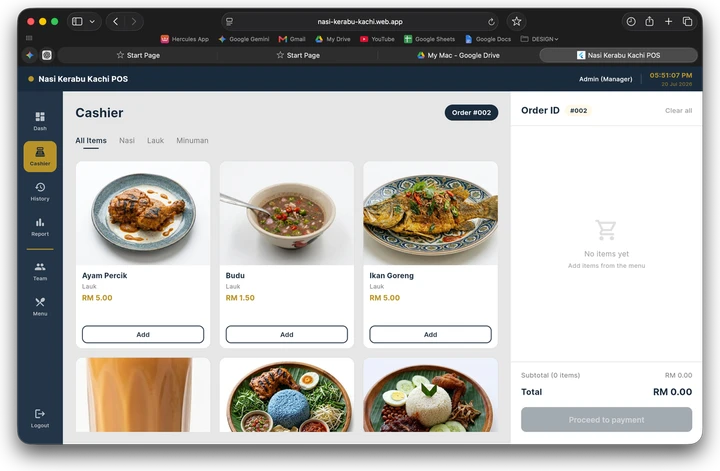 nasi-kerabu-kachi.web.app
Hercules App
Google Gemini
Gmail
My Drive
YouTube
Google Sheets
Google Docs
DESIGN
Start Page
Start Page
My Mac - Google Drive
Nasi Kerabu Kachi POS
Nasi Kerabu Kachi POS
Admin (Manager)
05:51:07 PM
20 Jul 2026
Dash
Cashier
History
Report
Team
Menu
Logout
Cashier
Order #002
All Items
Nasi
Lauk
Minuman
Ayam Percik
Lauk
RM 5.00
Add
Budu
Lauk
RM 1.50
Add
Ikan Goreng
Lauk
RM 5.00
Add
Order ID
#002
Clear all
No items yet
Add items from the menu
Subtotal (0 items)
RM 0.00
Total
RM 0.00
Proceed to payment